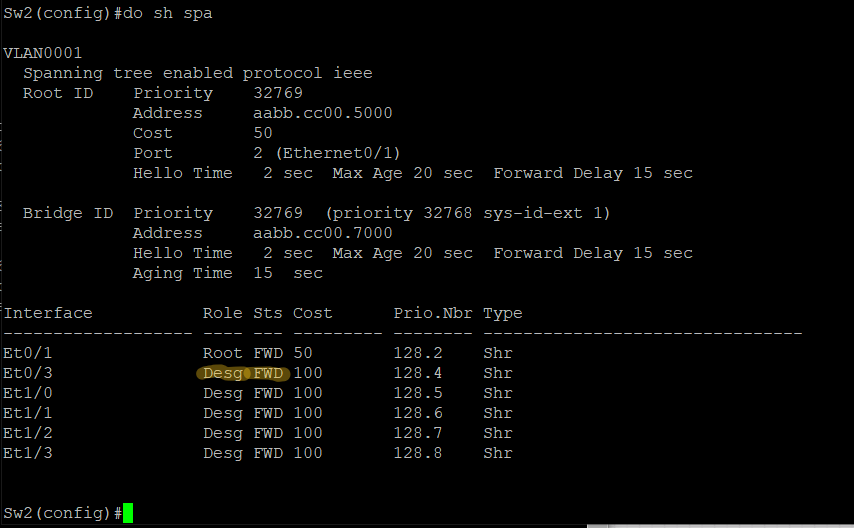 Sw2(config)#do sh spa
VLAN0001
  Spanning tree enabled protocol ieee
  Root ID    Priority    32769
             Address     aabb.cc00.5000
             Cost        50
             Port        2 (Ethernet0/1)
             Hello Time   2 sec  Max Age 20 sec  Forward Delay 15 sec
  Bridge ID  Priority    32769  (priority 32768 sys-id-ext 1)
             Address     aabb.cc00.7000
             Hello Time   2 sec  Max Age 20 sec  Forward Delay 15 sec
             Aging Time  15  sec
Interface           Role Sts Cost      Prio.Nbr Type
------------------- ---- --- --------- -------- --------------------------------
Et0/1               Root FWD 50        128.2    Shr
Et0/3               Desg FWD 100       128.4    Shr
Et1/0               Desg FWD 100       128.5    Shr
Et1/1               Desg FWD 100       128.6    Shr
Et1/2               Desg FWD 100       128.7    Shr
Et1/3               Desg FWD 100       128.8    Shr
Sw2(config)#